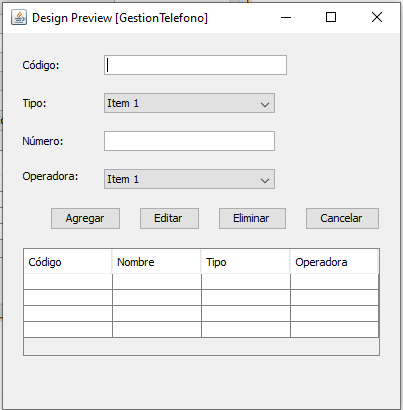 Design Preview [GestionTelefono]
Código:
Tipo: Item 1
Número:
Operadora: Item 1
Agregar Editar Eliminar Cancelar
Código Nombre Tipo Operadora